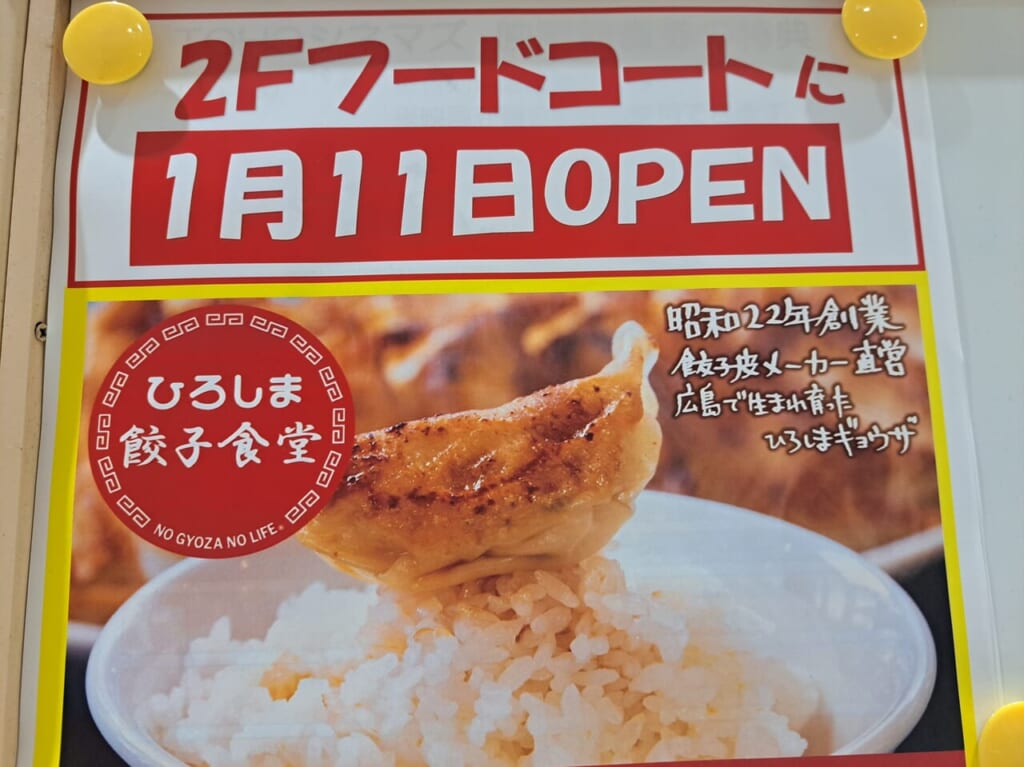 2Fフードコートに
1月11日OPEN
ひろしま
餃子食堂
NO GYOZA NO LIFE®
昭和22年創業
餃子皮メーカー直営
広島で生まれ育った
ひろしまギョウザ